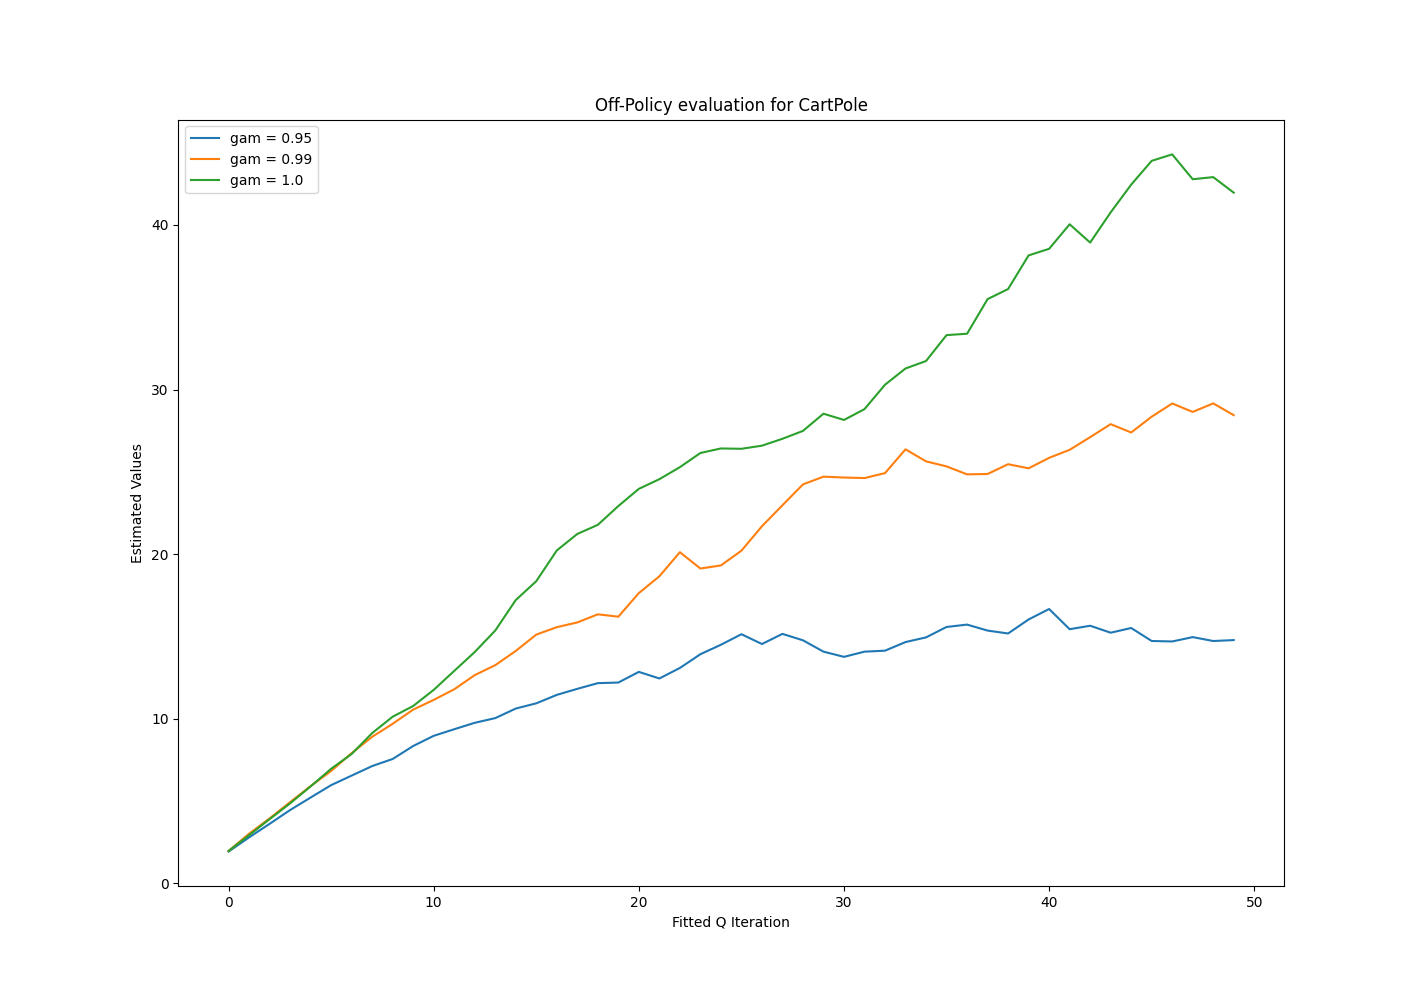 Off-Policy evaluation for CartPole
gam = 0.95
gam = 0.99
gam = 1.0
Estimated Values
40
30
20
10
0
0 10 20 30 40 50
Fitted Q Iteration